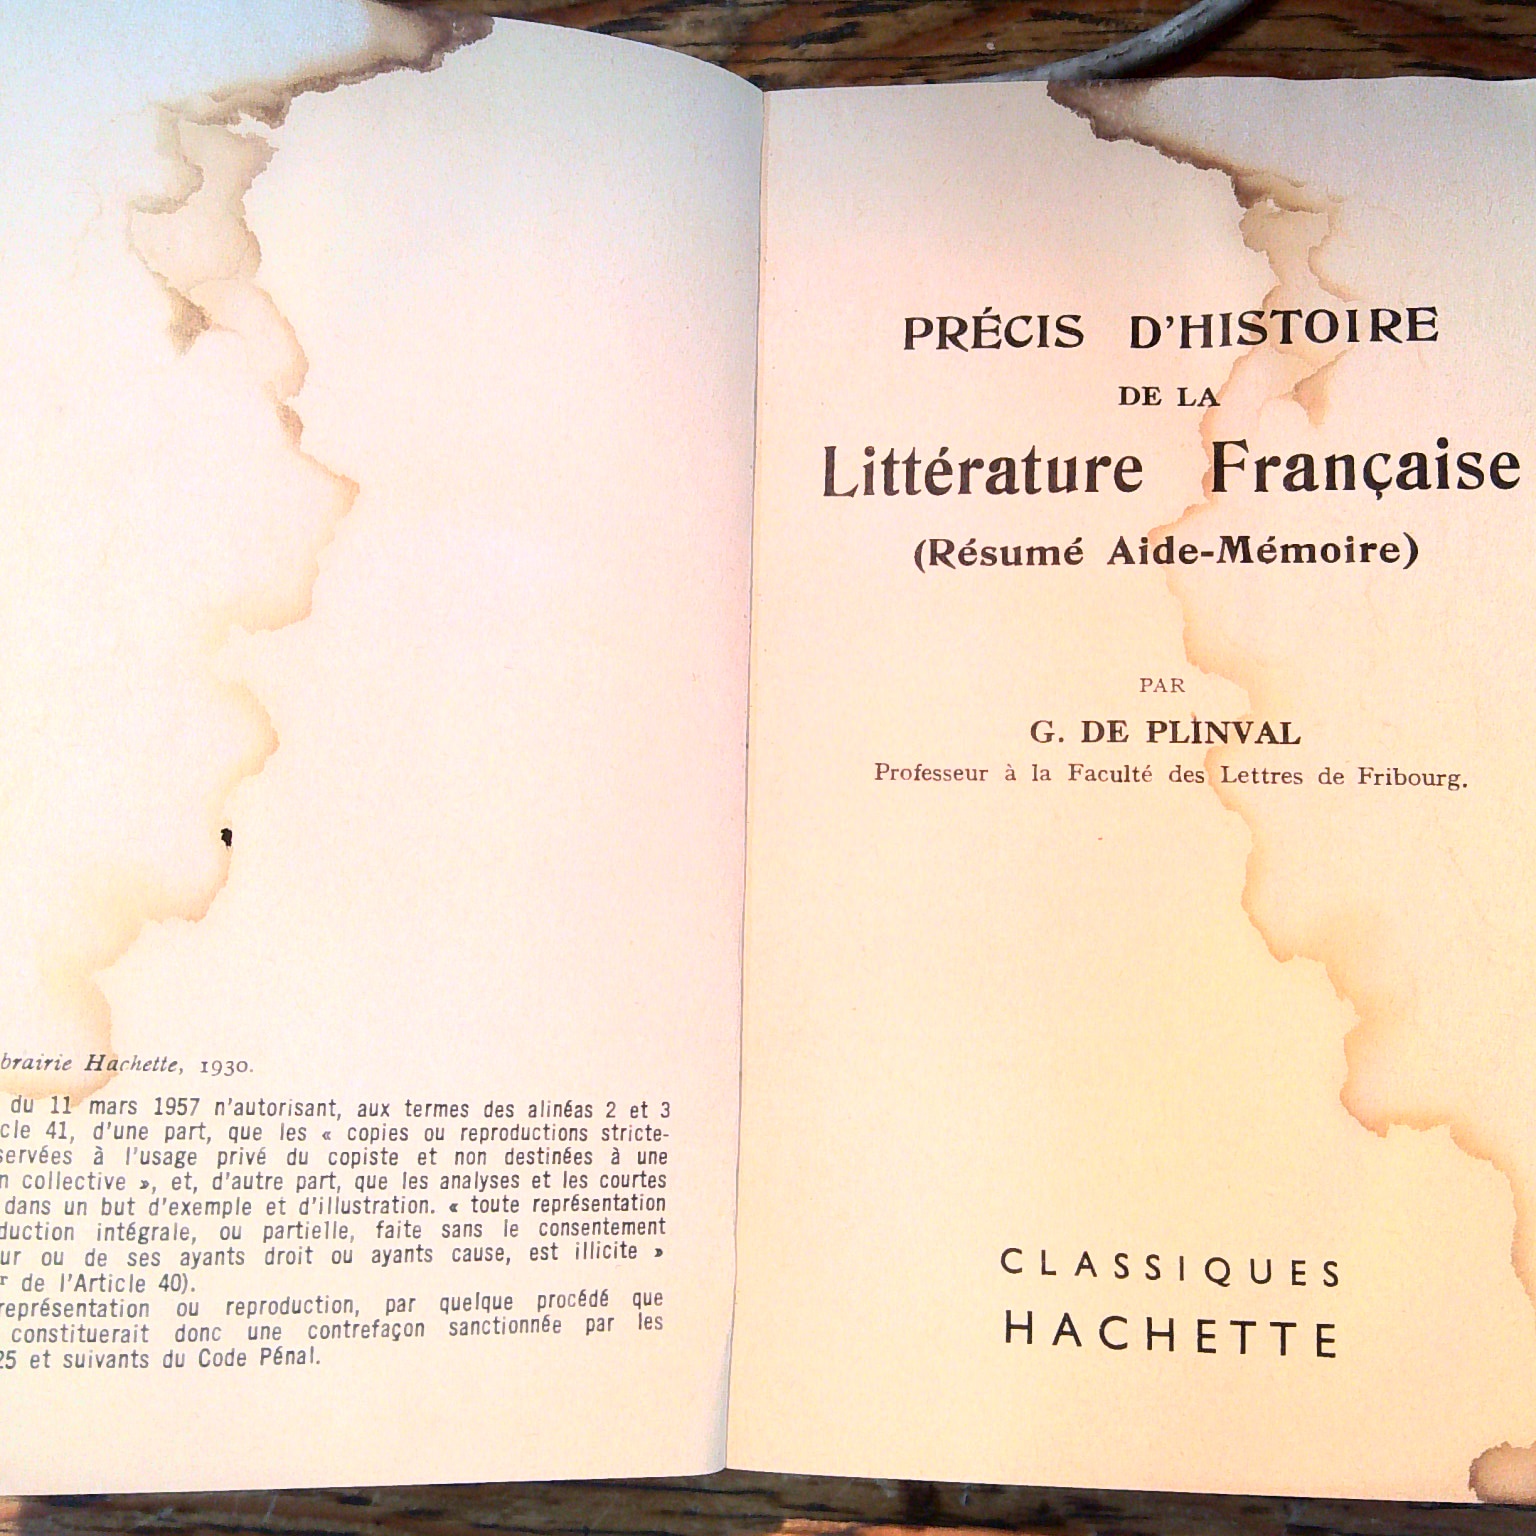 brairie Hachette, 1930.
du 11 mars 1957 n'autorisant, aux termes des alinéas 2 et 3
cle 41, d'une part, que les « copies ou reproductions stricte-
servées à l'usage privé du copiste et non destinées à une
n collective », et, d'autre part, que les analyses et les courtes
dans un but d'exemple et d'illustration. « toute représentation
duction intégrale, ou partielle, faite sans le consentement
ur ou de ses ayants droit ou ayants cause, est illicite »
r de l'Article 40).
représentation ou reproduction, par quelque procédé que
constituerait donc une contrefaçon sanctionnée par les
25 et suivants du Code Pénal.
PRÉCIS D'HISTOIRE
DE LA
Littérature Française
(Résumé Aide-Mémoire)
PAR
G. DE PLINVAL
Professeur à la Faculté des Lettres de Fribourg.
CLASSIQUES
HACHETTE